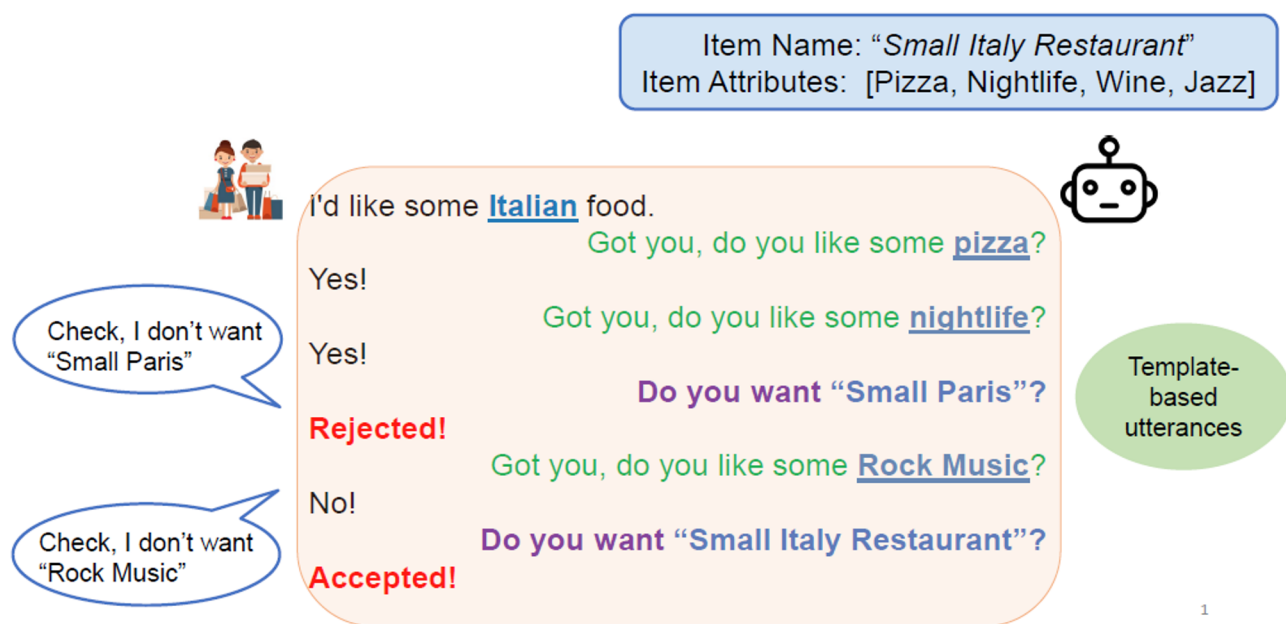 Item Name: “Small Italy Restaurant”
Item Attributes:  [Pizza, Nightlife, Wine, Jazz]
I'd like some Italian food.
Got you, do you like some pizza?
Yes!
Got you, do you like some nightlife?
Check, I don’t want
“Small Paris”
Yes!
Do you want “Small Paris”?
Template-
based
utterances
Rejected!
Got you, do you like some Rock Music?
No!
Check, I don’t want
“Rock Music”
Do you want “Small Italy Restaurant”?
Accepted!
1